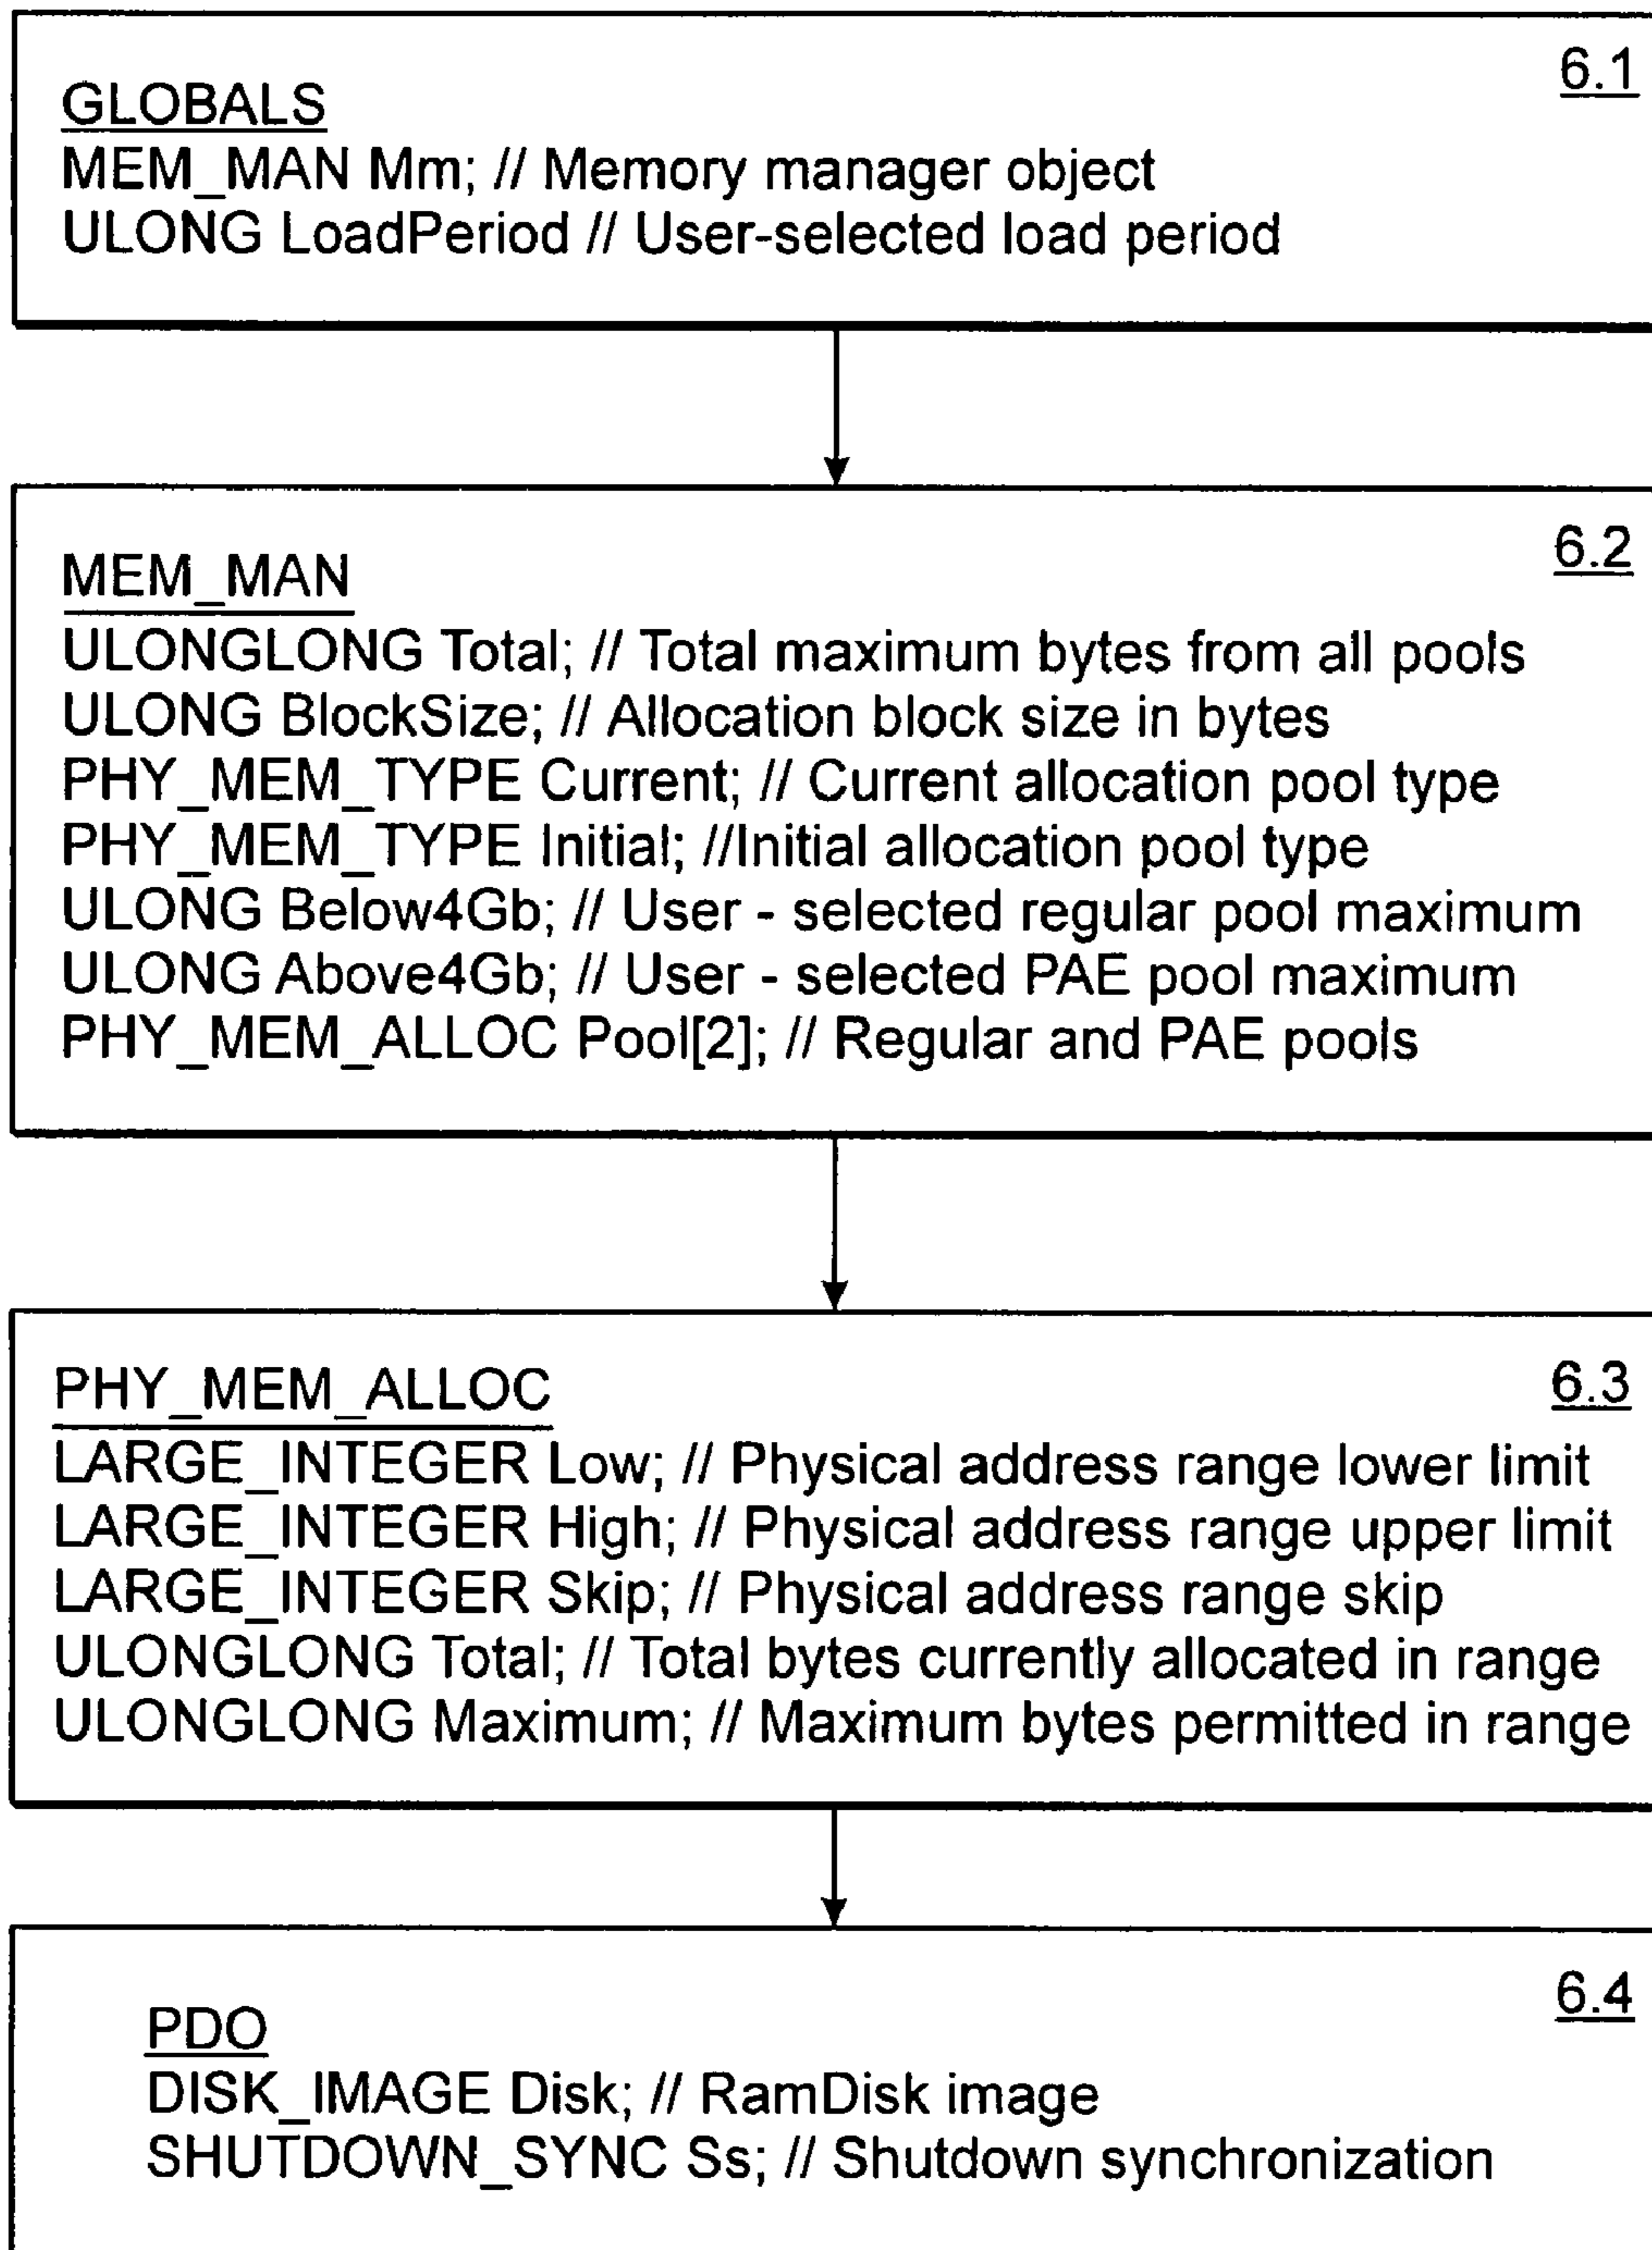 6.1
GLOBALS
MEM_MAN Mm; // Memory manager object
ULONG LoadPeriod // User-selected load period
6.2
MEM_MAN
ULONGLONG Total; // Total maximum bytes from all pools
ULONG BlockSize; // Allocation block size in bytes
PHY_MEM_TYPE Current; // Current allocation pool type
PHY_MEM_TYPE Initial; //Initial allocation pool type
ULONG Below4Gb; // User - selected regular pool maximum
ULONG Above4Gb; // User - selected PAE pool maximum
PHY_MEM_ALLOC Pool[2]; // Regular and PAE pools
6.3
PHY_MEM_ALLOC
LARGE_INTEGER Low; // Physical address range lower limit
LARGE_INTEGER High; // Physical address range upper limit
LARGE_INTEGER Skip; // Physical address range skip
ULONGLONG Total; // Total bytes currently allocated in range
ULONGLONG Maximum; // Maximum bytes permitted in range
6.4
PDO
DISK_IMAGE Disk; // RamDisk image
SHUTDOWN_SYNC Ss; // Shutdown synchronization